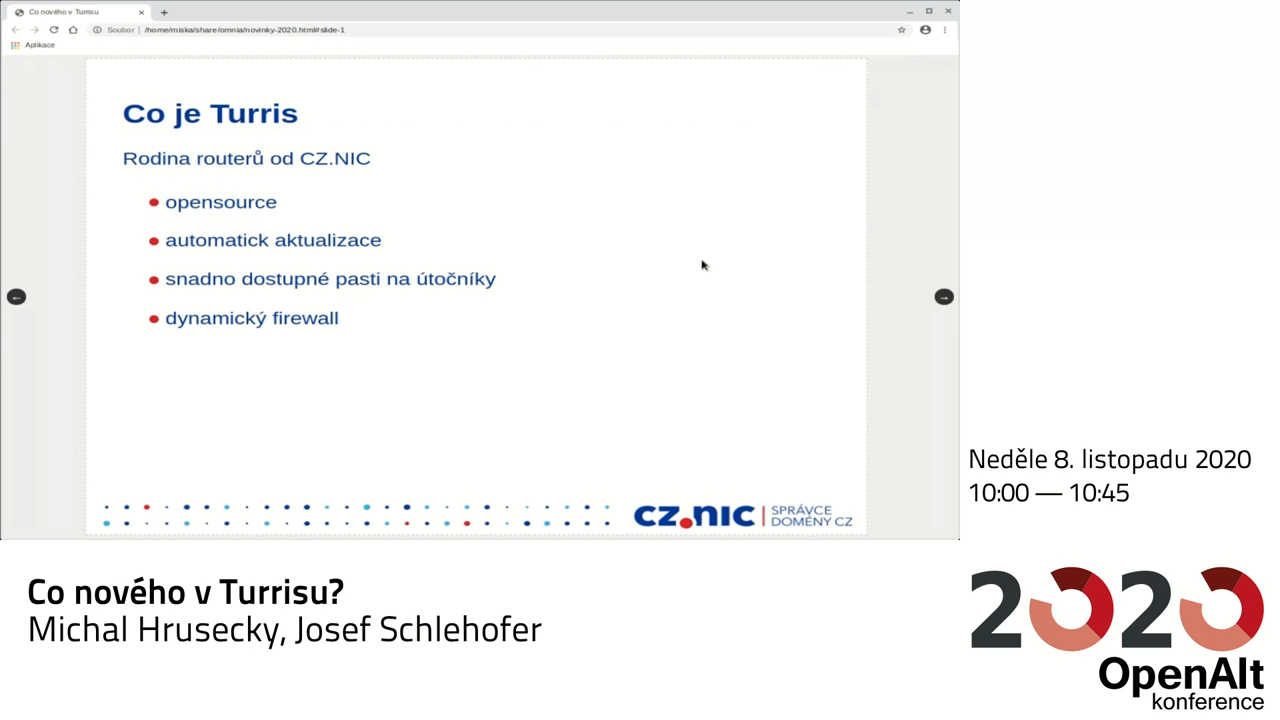 Co nového v Turrisu
Soubor
/home/miska/share/omnia/novinky-2020.html#slide-1
Aplikace
Co je Turris
Rodina routerů od CZ.NIC
opensource
automatick aktualizace
snadno dostupné pasti na útočníky
dynamický firewall
cz.nic
SPRÁVCE
DOMÉNY CZ
Neděle 8. listopadu 2020
10:00 — 10:45
Co nového v Turrisu?
Michal Hrusecky, Josef Schlehofer
2020
OpenAlt
konference